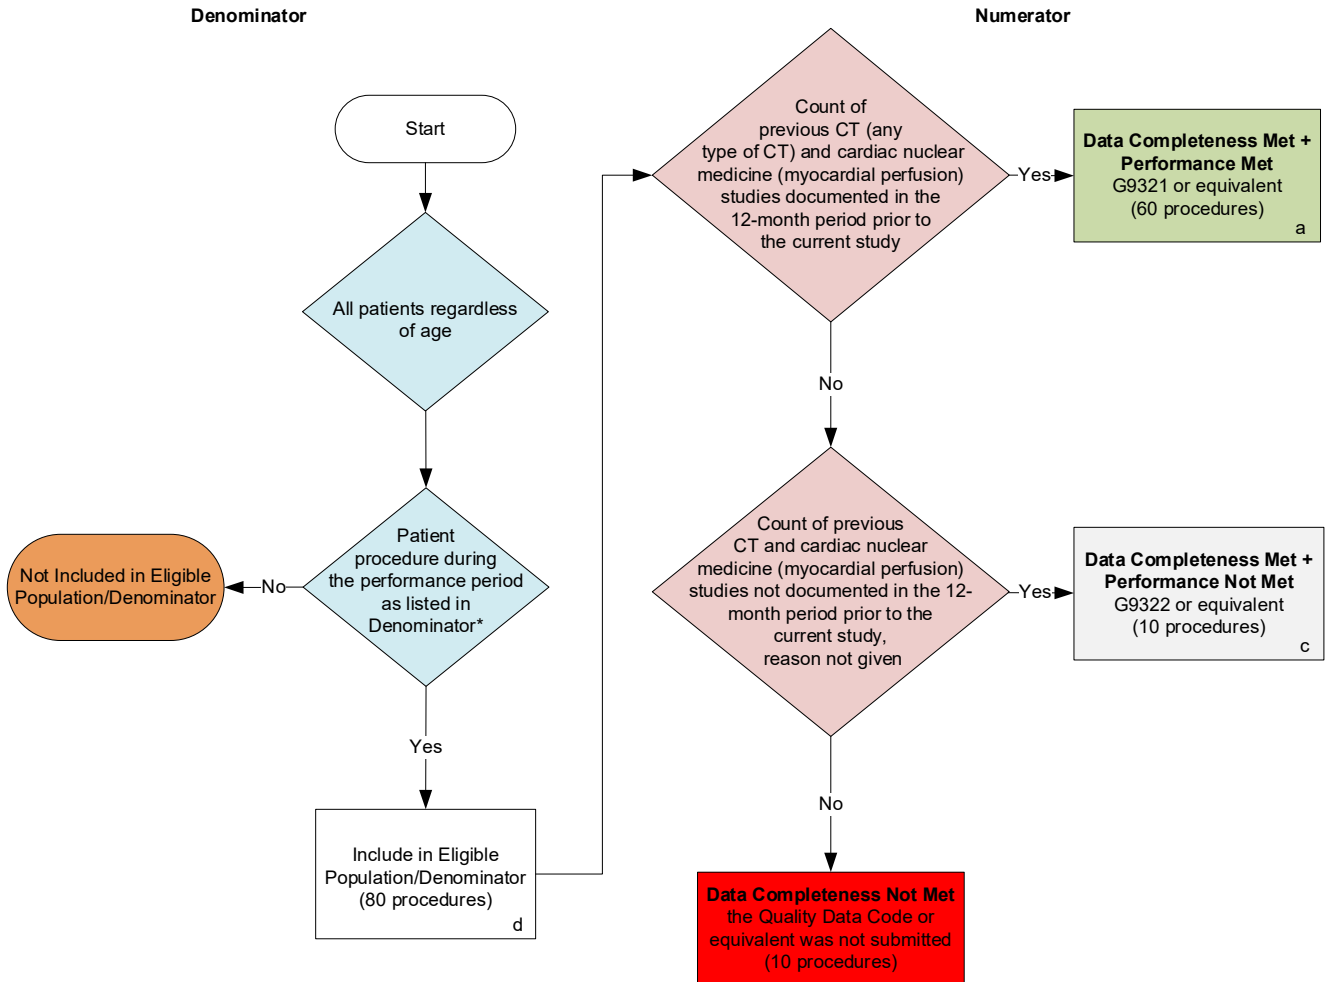 Denominator
Numerator
Start
All patients regardless
of age
Patient
procedure during
the performance period
as listed in
Denominator*
No
Not Included in Eligible
Population/Denominator
Yes
Include in Eligible
Population/Denominator
(80 procedures)
d
Count of
previous CT (any
type of CT) and cardiac nuclear
medicine (myocardial perfusion)
studies documented in the
12-month period prior to
the current study
Yes
Data Completeness Met +
Performance Met
G9321 or equivalent
(60 procedures)
a
No
Count of previous
CT and cardiac nuclear
medicine (myocardial perfusion)
studies not documented in the 12-
month period prior to the
current study,
reason not given
Yes
Data Completeness Met +
Performance Not Met
G9322 or equivalent
(10 procedures)
c
No
Data Completeness Not Met
the Quality Data Code or
equivalent was not submitted
(10 procedures)